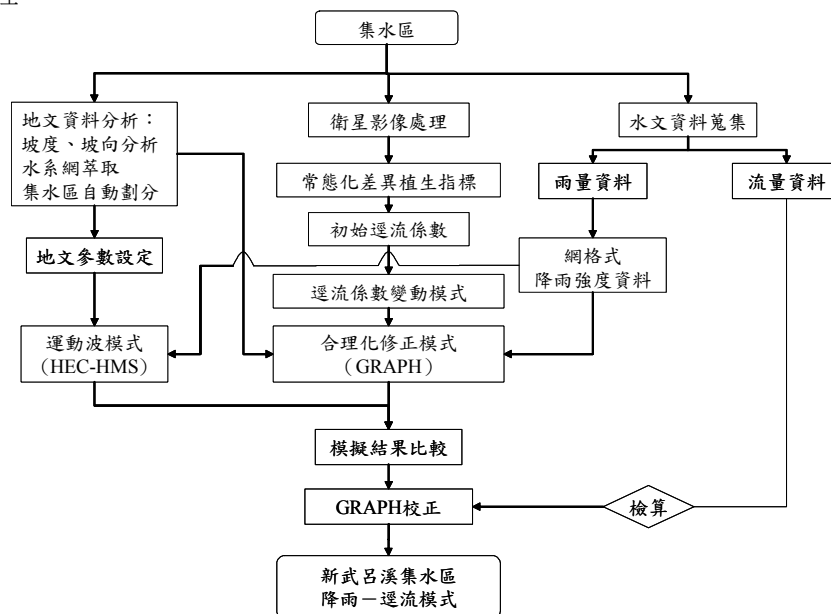 集水區
地文資料分析：
坡度、坡向分析
水系網萃取
集水區自動劃分
衛星影像處理
水文資料蒐集
常態化差異植生指標
雨量資料
流量資料
初始逕流係數
地文參數設定
網格式
降雨強度資料
逕流係數變動模式
運動波模式
（HEC-HMS）
合理化修正模式
（GRAPH）
模擬結果比較
GRAPH校正
檢算
新武呂溪集水區
降雨－逕流模式